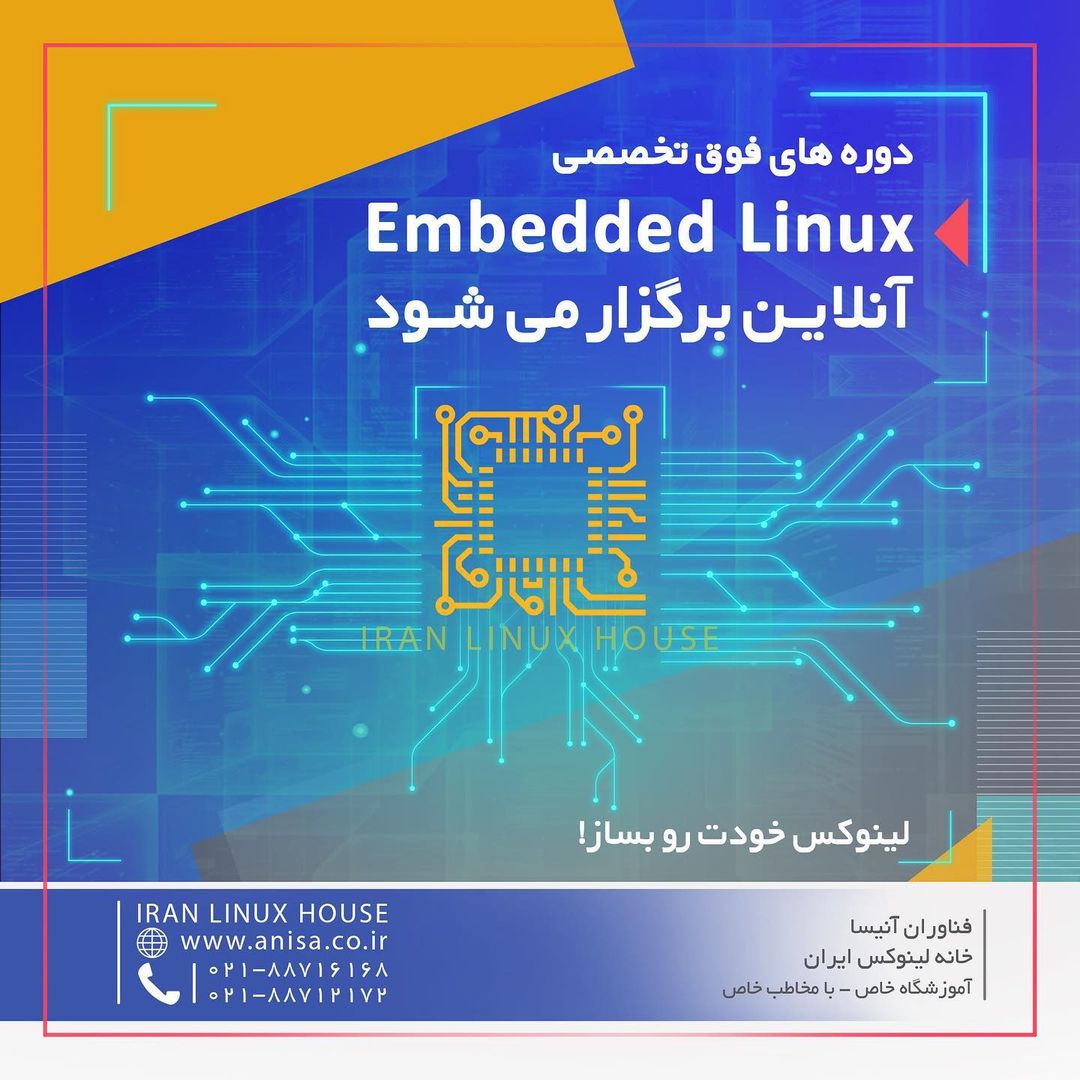 دوره های فوق تخصصی
Embedded Linux
آنلاین برگزار می شود
IRAN LINUX HOUSE
لینوکس خودت رو بساز!
فناوران آنیسا
خانه لینوکس ایران
آموزشگاه خاص – با مخاطب خاص
IRAN LINUX HOUSE
www.anisa.co.ir
۰۲۱-۸۸۷۱۶۱۶۸
۰۲۱-۸۸۷۱۲۱۷۲